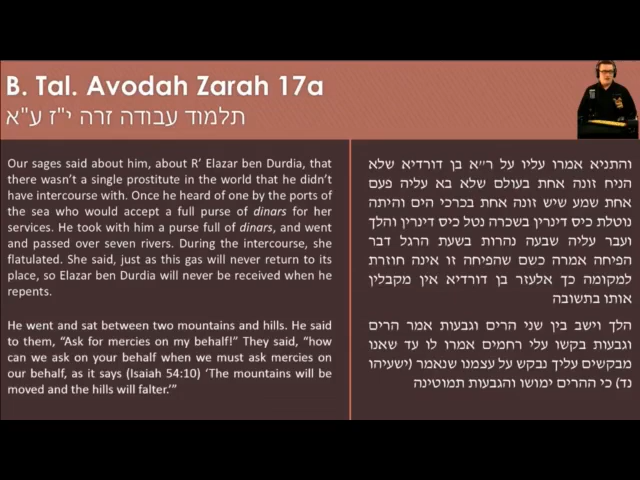 B. Tal. Avodah Zarah 17a
תלמוד עבודה זרה י"ז ע"א
Our sages said about him, about R’ Elazar ben Durdia, that
there wasn’t a single prostitute in the world that he didn’t
have intercourse with. Once he heard of one by the ports of
the sea who would accept a full purse of dinars for her
services. He took with him a purse full of dinars, and went
and passed over seven rivers. During the intercourse, she
flatulated. She said, just as this gas will never return to its
place, so Elazar ben Durdia will never be received when he
repents.
He went and sat between two mountains and hills. He said
to them, “Ask for mercies on my behalf!” They said, “how
can we ask on your behalf when we must ask mercies on
our behalf, as it says (Isaiah 54:10) ‘The mountains will be
moved and the hills will falter.’”
והתניא אמרו עליו על ר״א בן דורדיא שלא
הניח זונה אחת בעולם שלא בא עליה פעם
אחת שמע שיש זונה אחת בכרכי הים והיתה
נוטלת כיס דינרין בשכרה נטל כיס דינרין והלך
ועבר עליה שבעה נהרות בשעת הרגל דבר
הפיחה אמרה כשם שהפיחה זו אינה חוזרת
למקומה כך אלעזר בן דורדיא אין מקבלין
אותו בתשובה
הלך וישב בין שני הרים וגבעות אמר הרים
וגבעות בקשו עלי רחמים אמרו לו עד שאנו
מבקשים עליך נבקש על עצמנו שנאמר (ישעיהו
נד) כי ההרים ימושו והגבעות תמוטינה